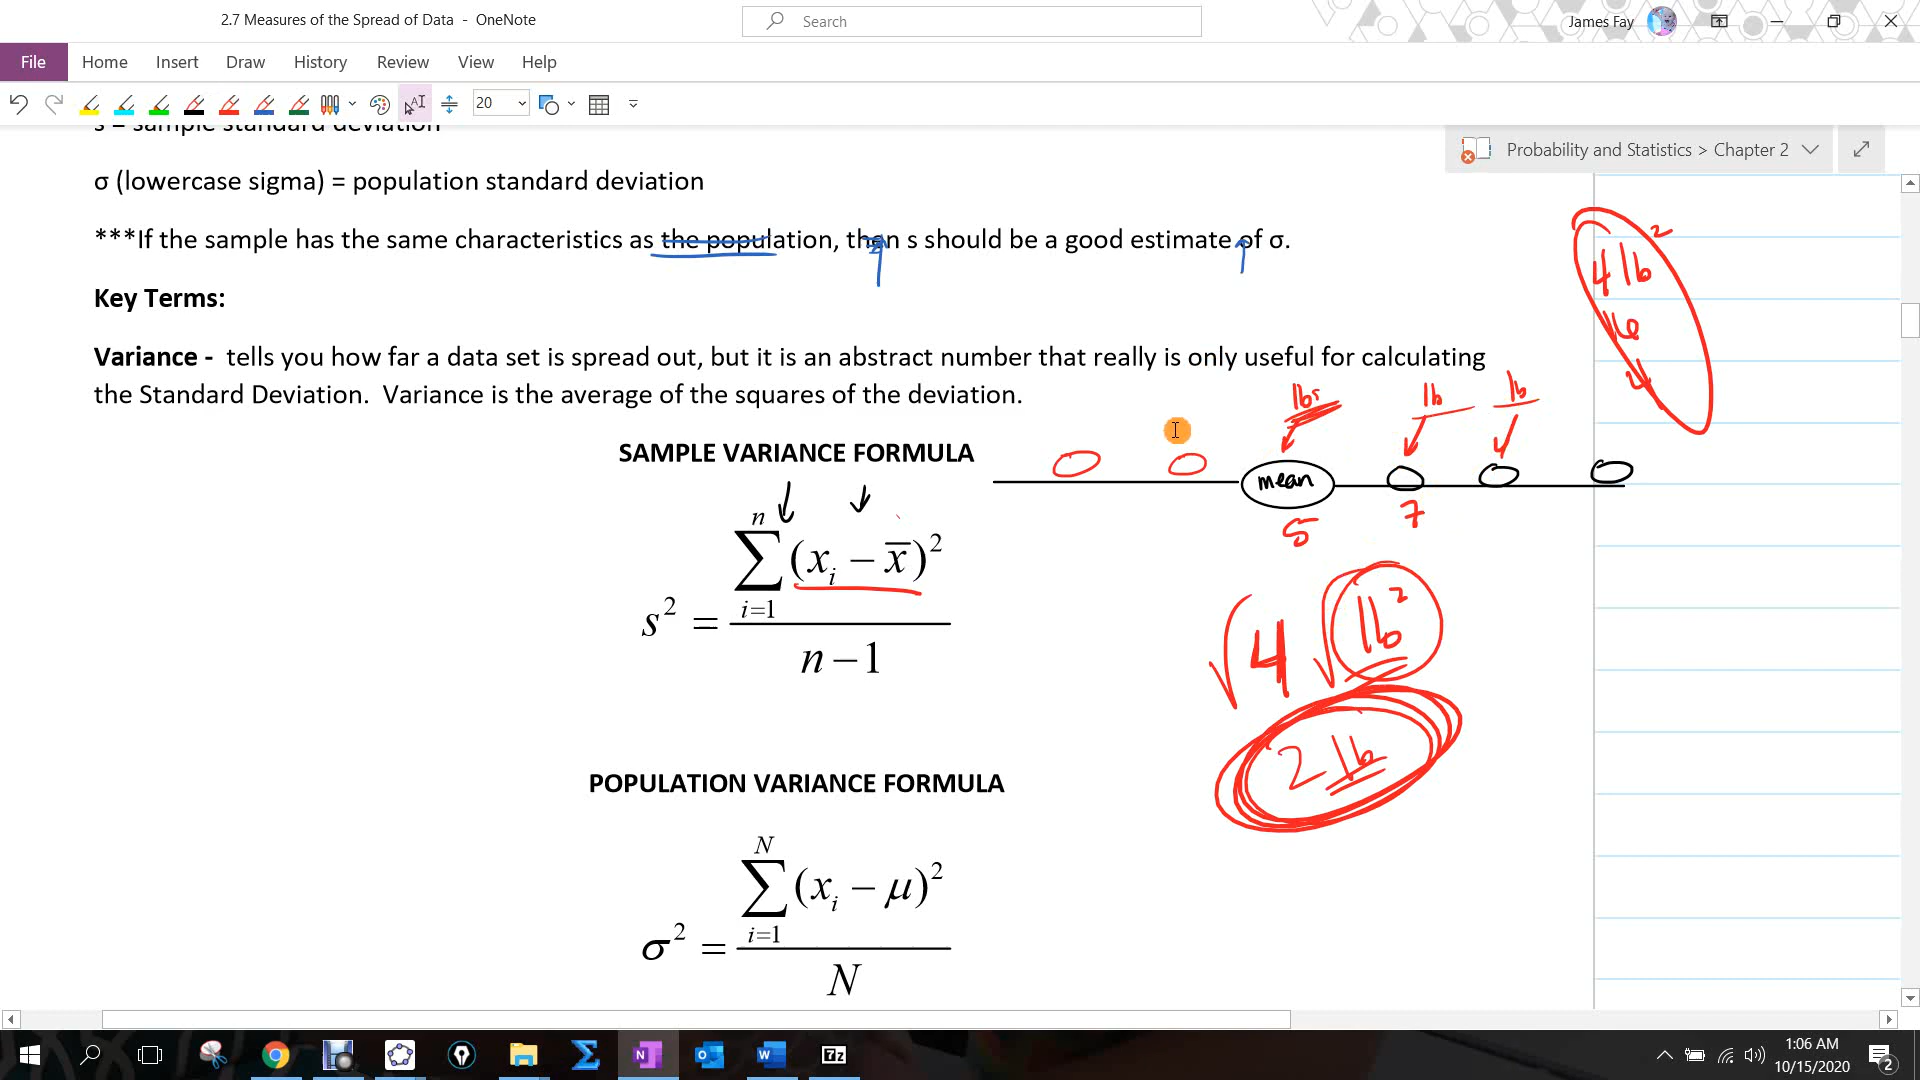 2.7 Measures of the Spread of Data - OneNote
Search
James Fay
File Home Insert Draw History Review View Help
20
s = sample standard deviation
Probability and Statistics > Chapter 2
σ (lowercase sigma) = population standard deviation
***If the sample has the same characteristics as the population, then s should be a good estimate of σ.
4 lb²
Key Terms:
Variance - tells you how far a data set is spread out, but it is an abstract number that really is only useful for calculating
the Standard Deviation. Variance is the average of the squares of the deviation.
lbs lb lb
SAMPLE VARIANCE FORMULA
mean
5 7
s² = ∑ᵢ₌₁ⁿ (xᵢ − x̅)² / (n − 1)
√4 √lb²
2 lb
POPULATION VARIANCE FORMULA
σ² = ∑ᵢ₌₁ᴺ (xᵢ − μ)² / N
1:06 AM
10/15/2020
2